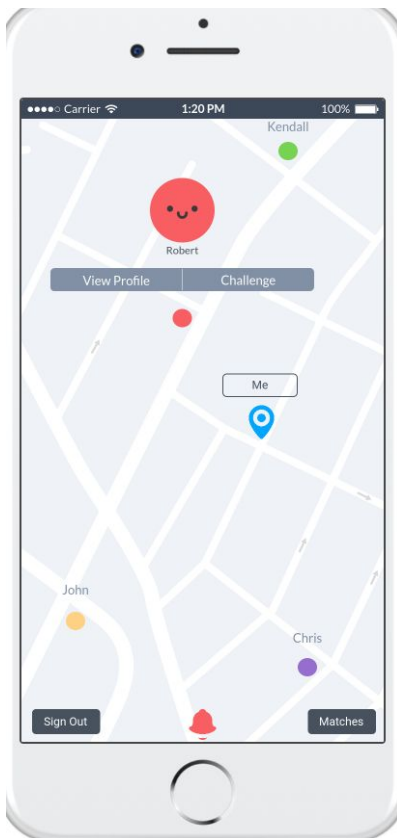 Carrier 1:20 PM 100%
Kendall
Robert
View Profile Challenge
Me
John
Chris
Sign Out Matches